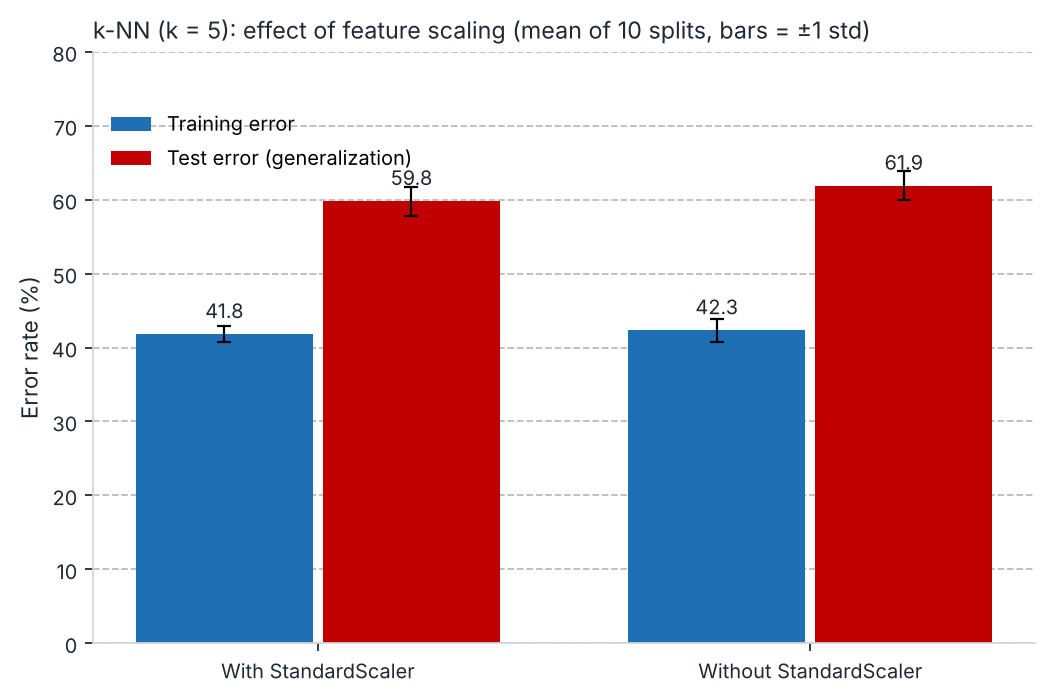 k-NN (k = 5): effect of feature scaling (mean of 10 splits, bars = ±1 std)
80
70
60
50
40
30
20
10
0
Error rate (%)
Training error
Test error (generalization)
41.8
59.8
42.3
61.9
With StandardScaler
Without StandardScaler